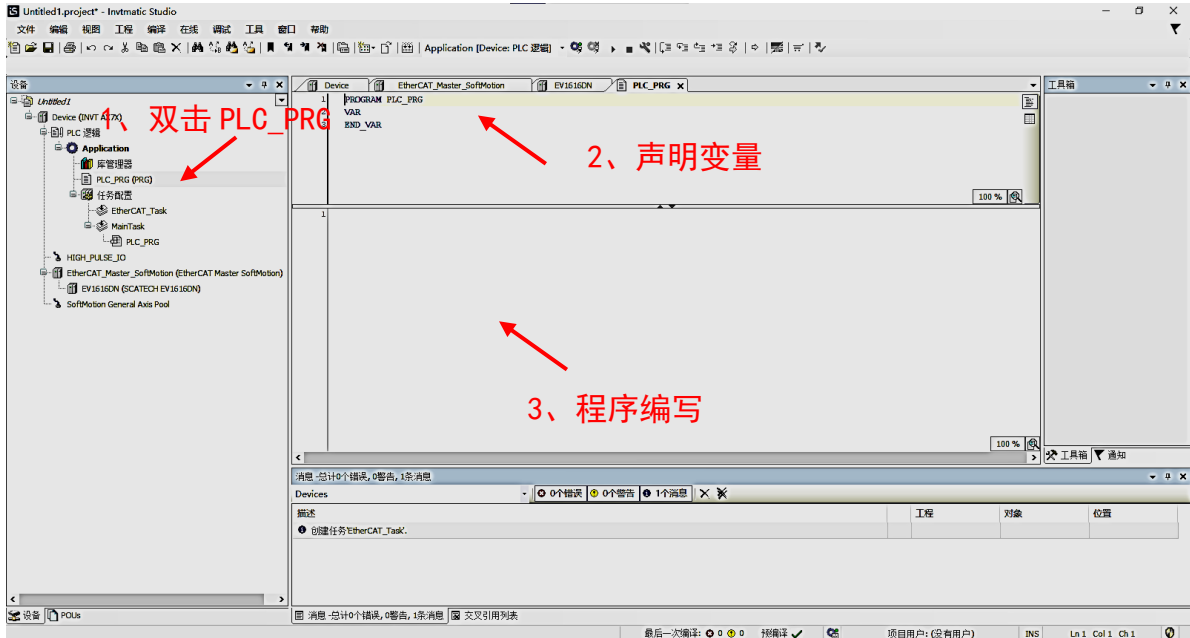 Untitled1.project* - Invtmatic Studio
文件 编辑 视图 工程 编译 在线 调试 工具 窗口 帮助
Application [Device: PLC 逻辑]
设备
Untitled1
Device (INVT AX7X)
PLC 逻辑
Application
库管理器
PLC_PRG (PRG)
任务配置
EtherCAT_Task
MainTask
PLC_PRG
HIGH_PULSE_IO
EtherCAT_Master_SoftMotion (EtherCAT Master SoftMotion)
EV1616DN (SCATECH EV1616DN)
SoftMotion General Axis Pool
1、双击 PLC_PRG
Device EtherCAT_Master_SoftMotion EV1616DN PLC_PRG
1 PROGRAM PLC_PRG
VAR
3 END_VAR
2、声明变量
100 %
1
3、程序编写
100 %
工具箱
工具箱 通知
消息 -总计0个错误, 0警告, 1条消息
Devices 0个错误 0个警告 1个消息
描述 工程 对象 位置
创建任务'EtherCAT_Task'.
设备 POUs
消息 -总计0个错误, 0警告, 1条消息 交叉引用列表
最后一次编译: 0 0 预编译 项目用户: (没有用户) INS Ln 1 Col 1 Ch 1